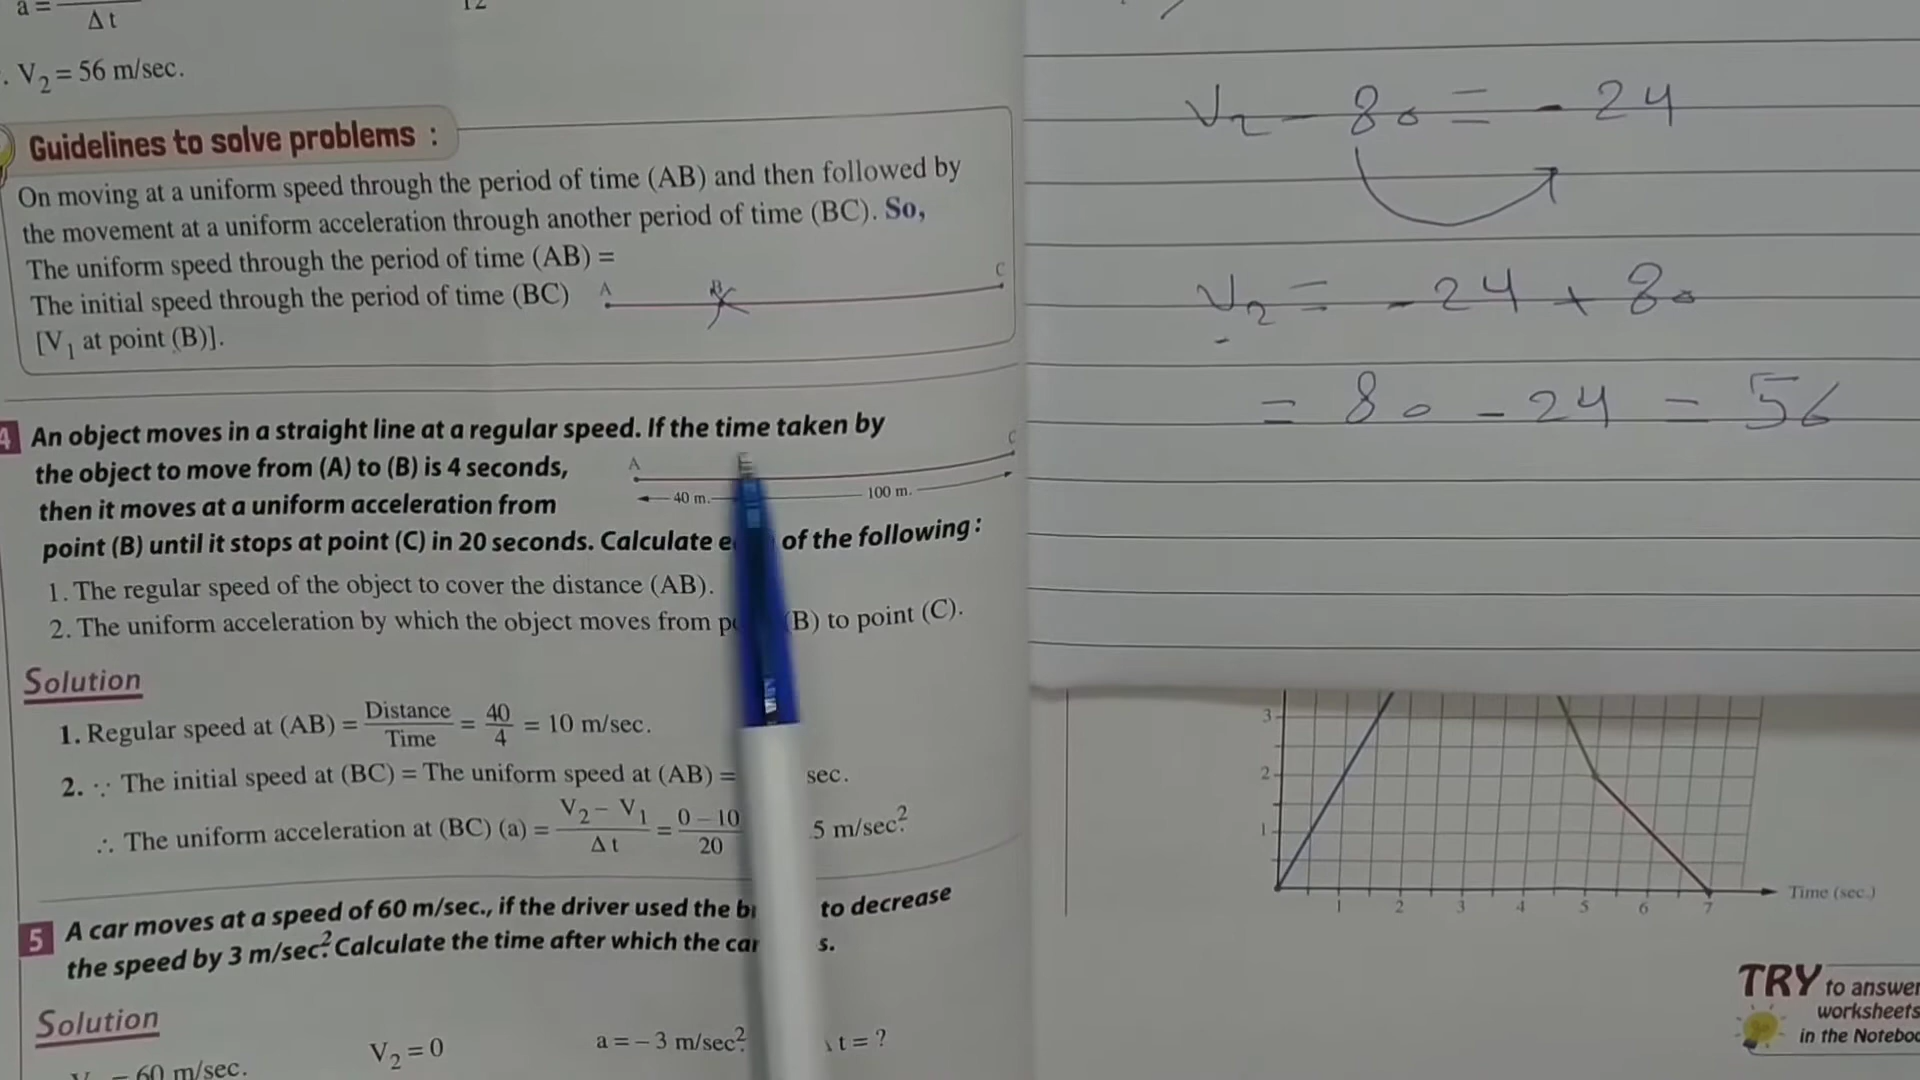 a =
Δ t
12
. V₂ = 56 m/sec.
Guidelines to solve problems :
On moving at a uniform speed through the period of time (AB) and then followed by
the movement at a uniform acceleration through another period of time (BC). So,
The uniform speed through the period of time (AB) =
The initial speed through the period of time (BC)
[V₁ at point (B)].
A B C
4 An object moves in a straight line at a regular speed. If the time taken by
the object to move from (A) to (B) is 4 seconds,
then it moves at a uniform acceleration from
point (B) until it stops at point (C) in 20 seconds. Calculate of the following :
A C
40 m. 100 m.
1. The regular speed of the object to cover the distance (AB).
2. The uniform acceleration by which the object moves from (B) to point (C).
Solution
1. Regular speed at (AB) = Distance / Time = 40 / 4 = 10 m/sec.
2. ∵ The initial speed at (BC) = The uniform speed at (AB) = sec.
∴ The uniform acceleration at (BC) (a) = V₂ – V₁ / Δ t = 0 – 10 / 20 5 m/sec².
5 A car moves at a speed of 60 m/sec., if the driver used the to decrease
the speed by 3 m/sec². Calculate the time after which the car s.
Solution
60 m/sec.
V₂ = 0
a = – 3 m/sec².
t = ?
V₂ – 80 = - 24
V₂ = - 24 + 80
= 80 - 24 = 56
3
2
1
1 2 3 4 5 6 7
Time (sec.)
TRY to answer
worksheets
in the